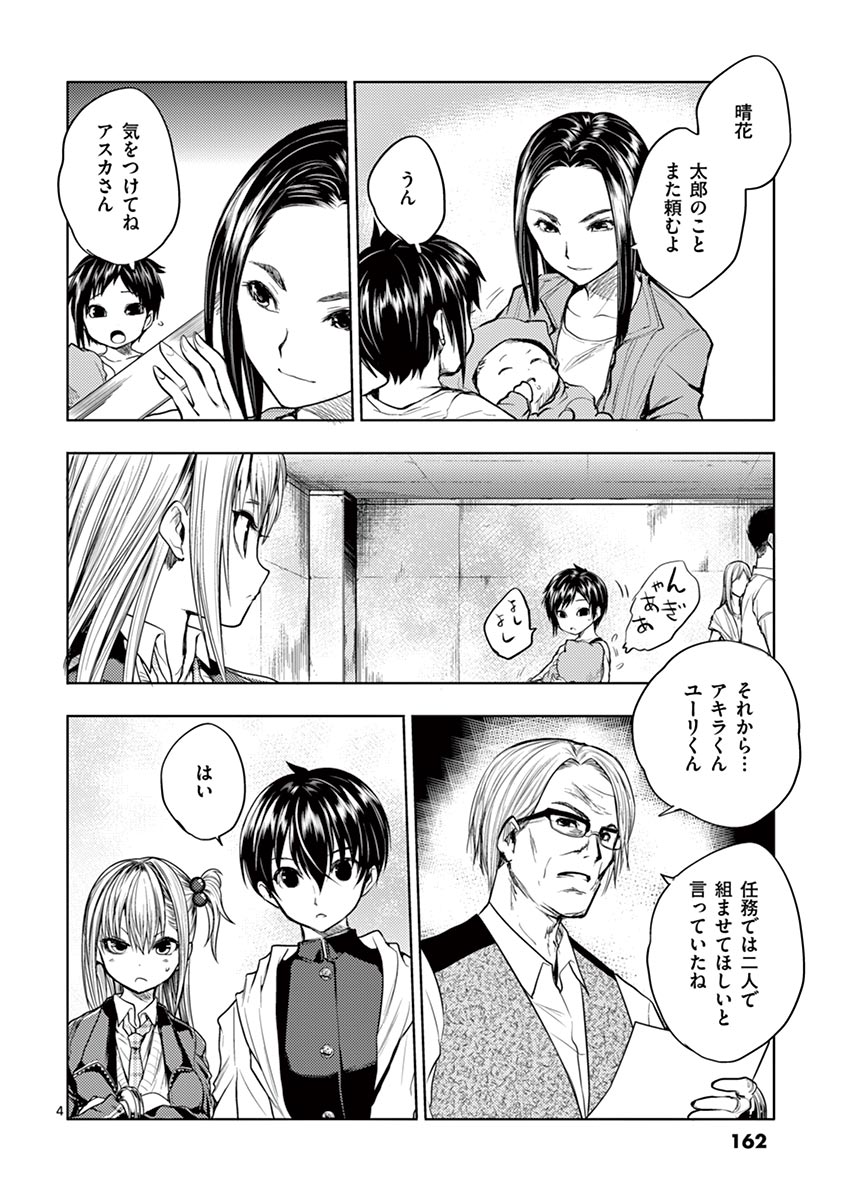 晴花
太郎のこと
また頼むよ
うん
気をつけてね
アスカさん
んぎ
ゃああ
よしよし
よし
それから…
アキラくん
ユーリくん
任務では二人で
組ませてほしいと
言っていたね
はい
4
162